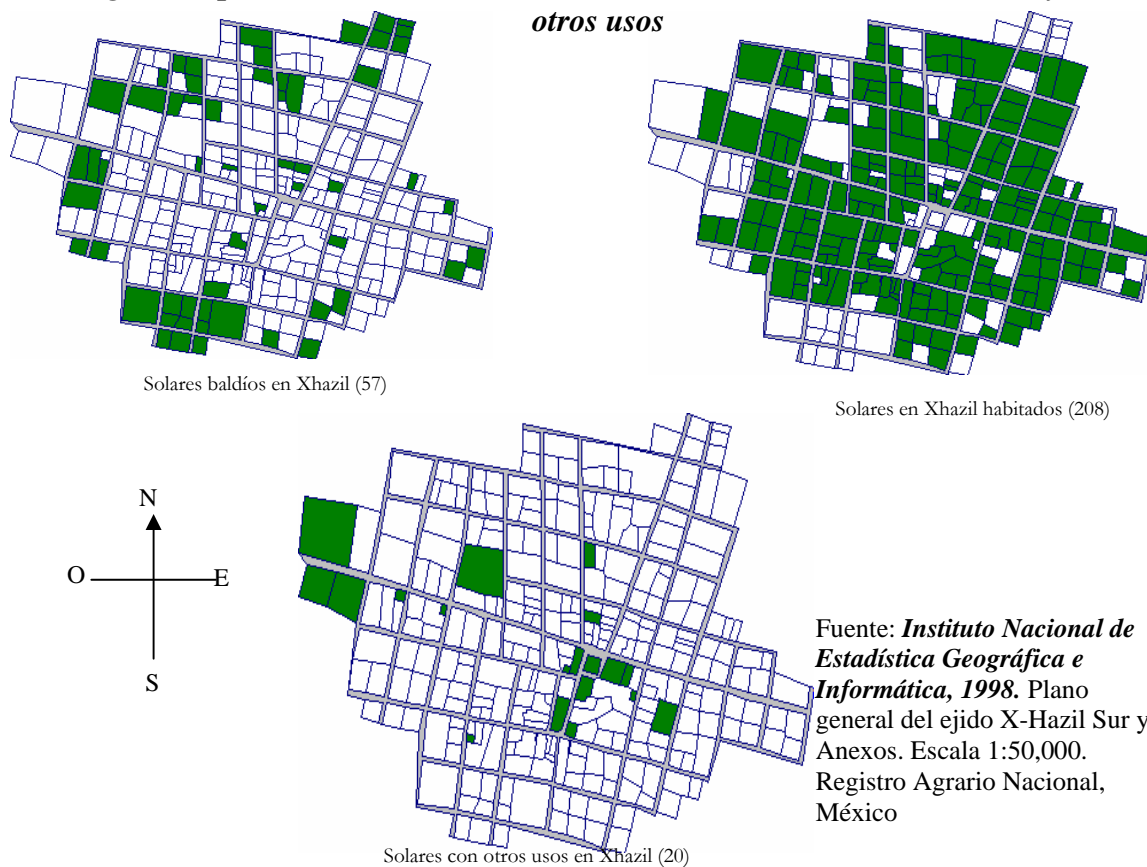 otros usos
Solares baldíos en Xhazil (57)
Solares en Xhazil habitados (208)
N
O
E
S
Fuente: Instituto Nacional de
Estadística Geográfica e
Informática, 1998. Plano
general del ejido X-Hazil Sur y
Anexos. Escala 1:50,000.
Registro Agrario Nacional,
México
Solares con otros usos en Xhazil (20)